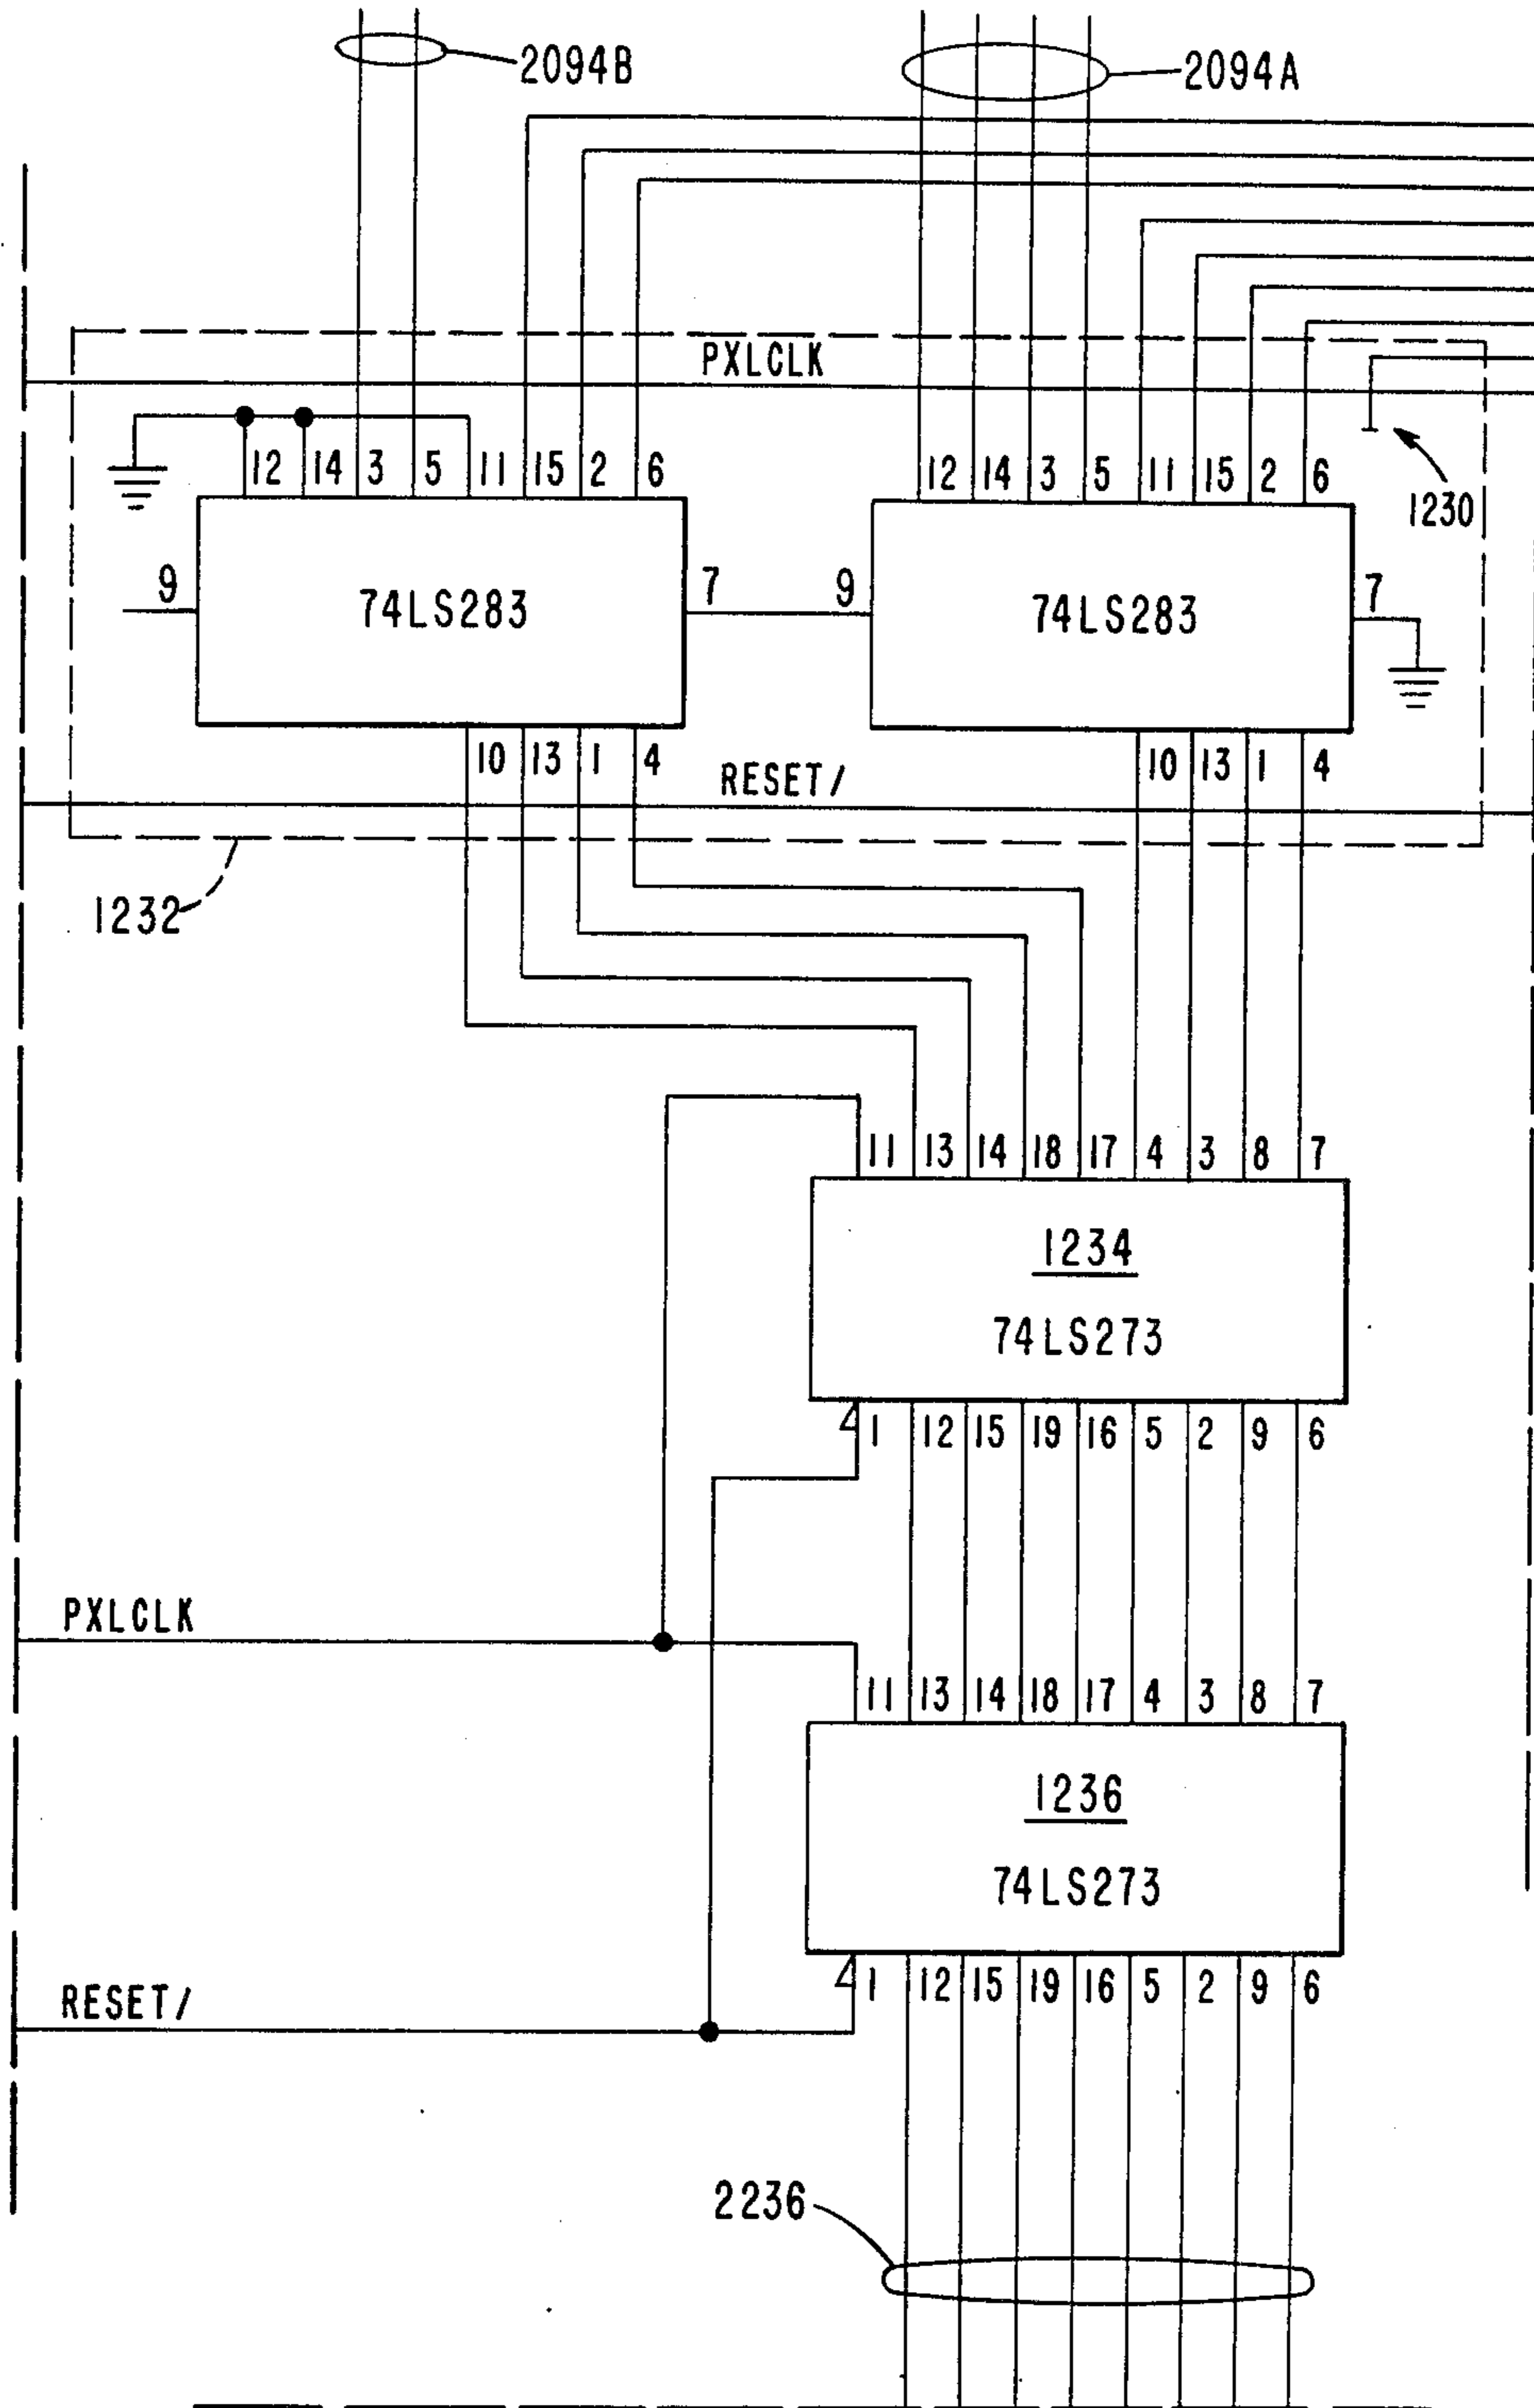 2094B 2094A
PXLCLK
12 14 3 5 11 15 2 6 12 14 3 5 11 15 2 6
1230
9 74LS283 7 9 74LS283 7
10 13 1 4 10 13 1 4
RESET/
1232
11 13 14 18 17 4 3 8 7
1234
74LS273
1 12 15 19 16 5 2 9 6
PXLCLK
11 13 14 18 17 4 3 8 7
1236
74LS273
1 12 15 19 16 5 2 9 6
RESET/
2236